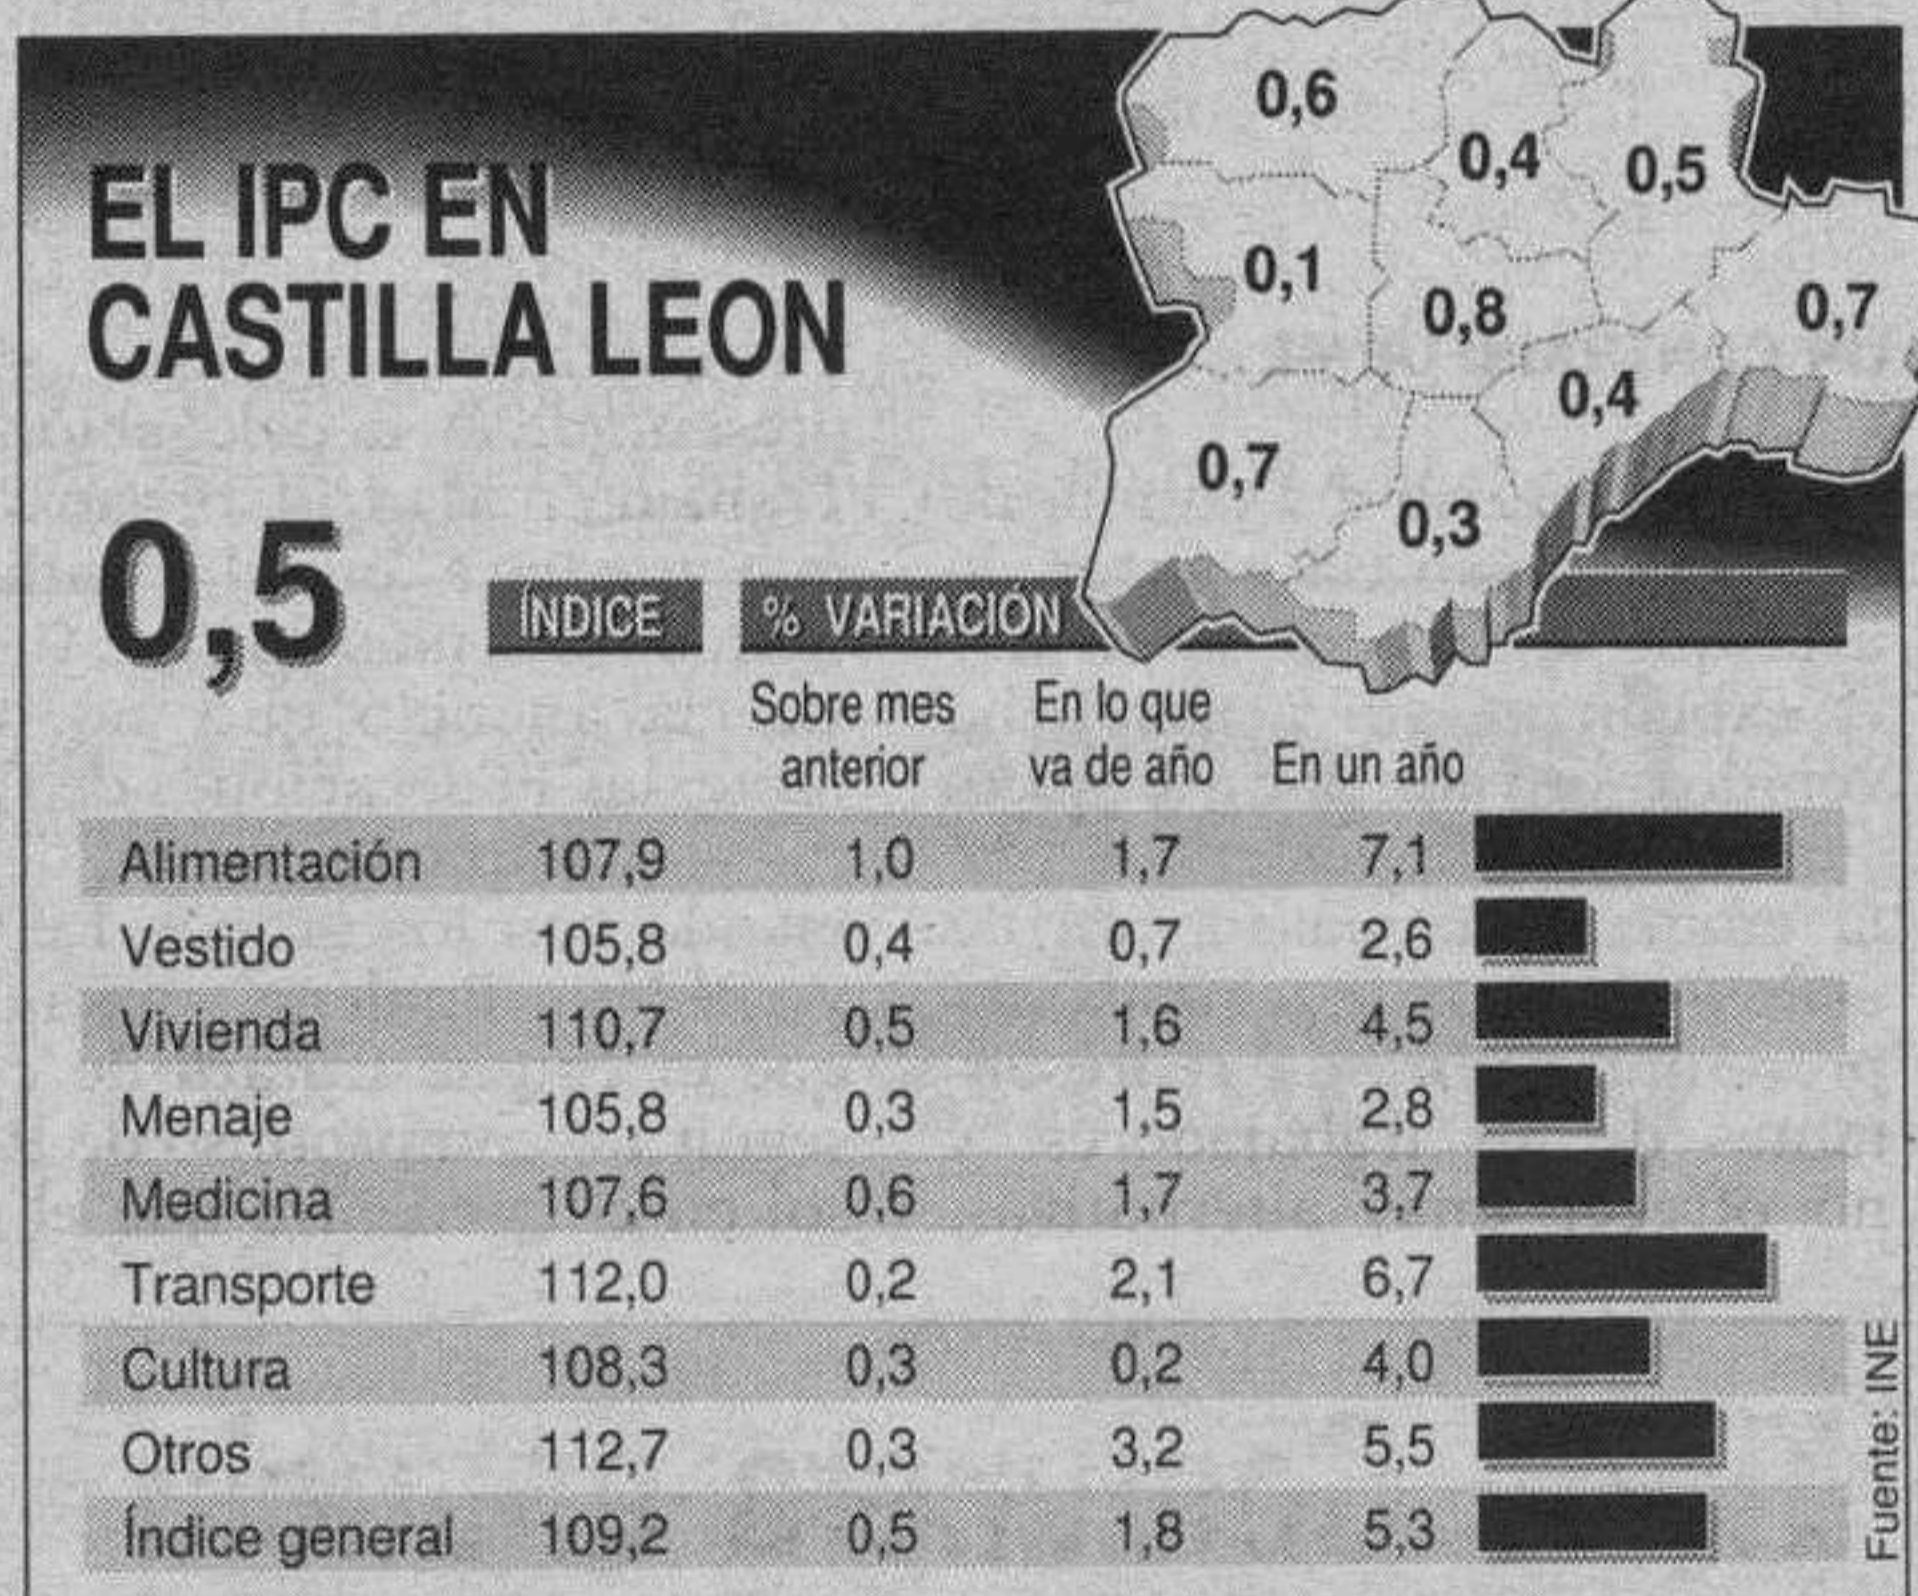 EL IPC EN
CASTILLA LEON
0,5
0,6
0,4
0,5
0,1
0,8
0,7
0,4
0,7
0,3
ÍNDICE % VARIACIÓN
Sobre mes anterior En lo que va de año En un año
Alimentación 107,9 1,0 1,7 7,1
Vestido 105,8 0,4 0,7 2,6
Vivienda 110,7 0,5 1,6 4,5
Menaje 105,8 0,3 1,5 2,8
Medicina 107,6 0,6 1,7 3,7
Transporte 112,0 0,2 2,1 6,7
Cultura 108,3 0,3 0,2 4,0
Otros 112,7 0,3 3,2 5,5
Índice general 109,2 0,5 1,8 5,3
Fuente: INE